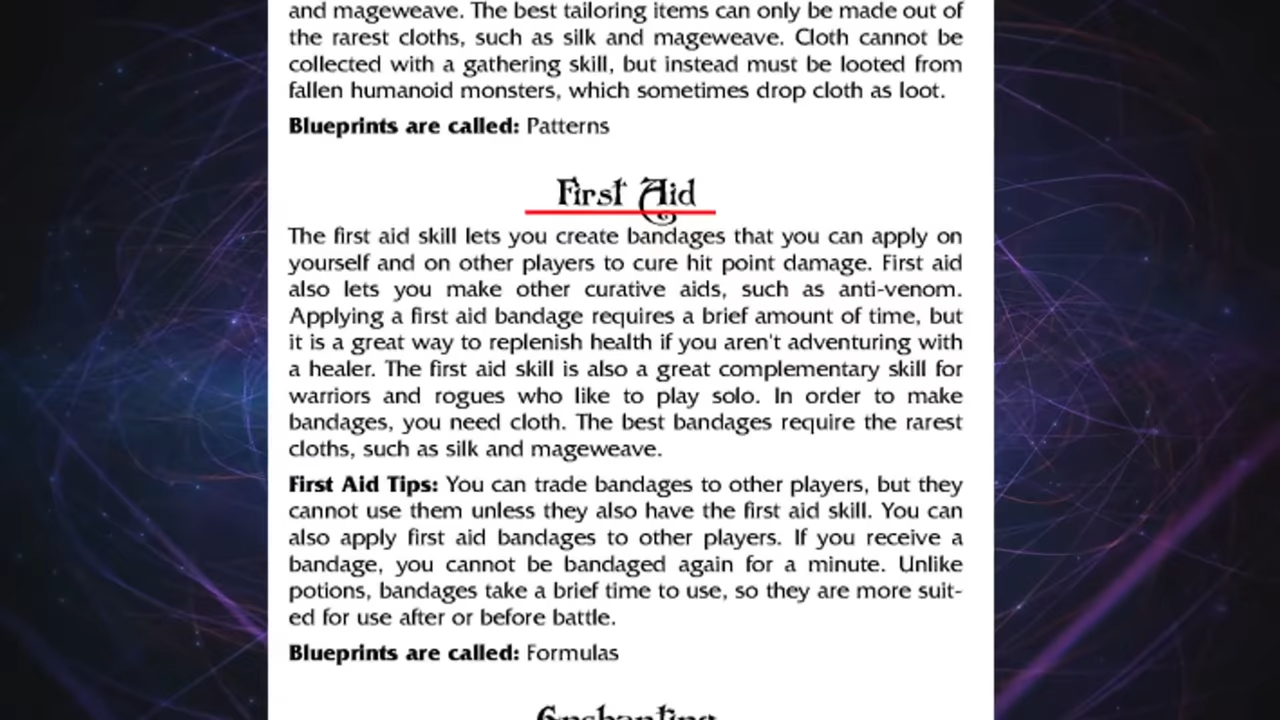 and mageweave. The best tailoring items can only be made out of
the rarest cloths, such as silk and mageweave. Cloth cannot be
collected with a gathering skill, but instead must be looted from
fallen humanoid monsters, which sometimes drop cloth as loot.
Blueprints are called: Patterns
First Aid
The first aid skill lets you create bandages that you can apply on
yourself and on other players to cure hit point damage. First aid
also lets you make other curative aids, such as anti-venom.
Applying a first aid bandage requires a brief amount of time, but
it is a great way to replenish health if you aren't adventuring with
a healer. The first aid skill is also a great complementary skill for
warriors and rogues who like to play solo. In order to make
bandages, you need cloth. The best bandages require the rarest
cloths, such as silk and mageweave.
First Aid Tips: You can trade bandages to other players, but they
cannot use them unless they also have the first aid skill. You can
also apply first aid bandages to other players. If you receive a
bandage, you cannot be bandaged again for a minute. Unlike
potions, bandages take a brief time to use, so they are more suit-
ed for use after or before battle.
Blueprints are called: Formulas
Enchanting